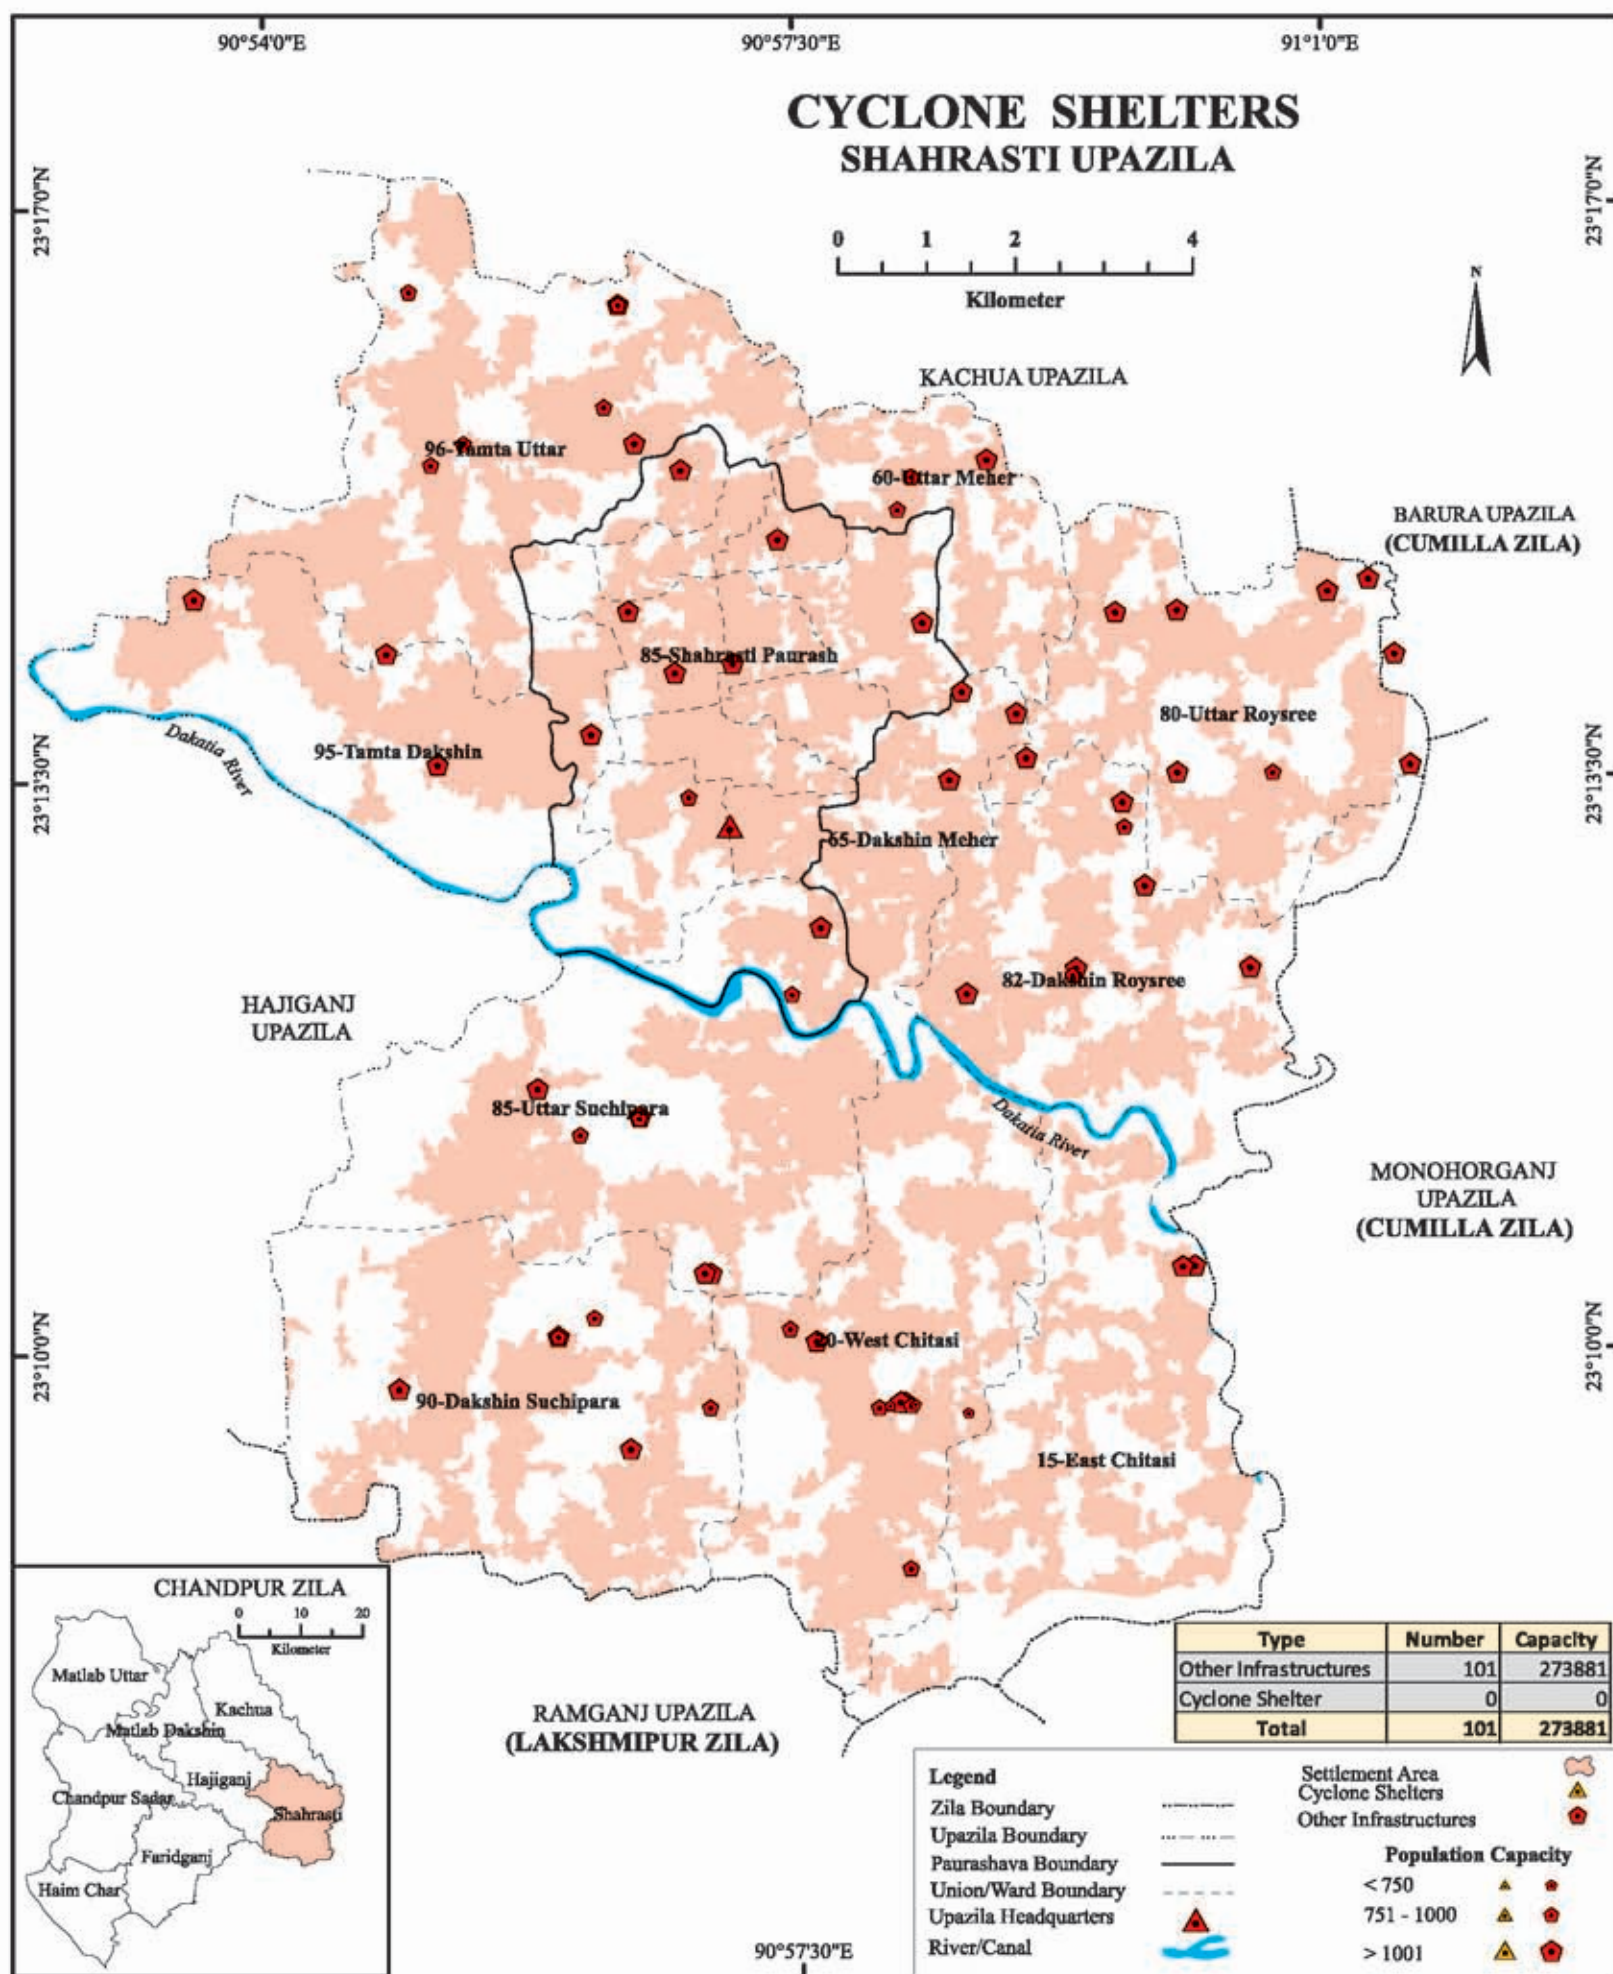 90°54'0"E 90°57'30"E 91°1'0"E
CYCLONE SHELTERS
SHAHRASTI UPAZILA
23°17'0"N
23°17'0"N
0 1 2 4
Kilometer
N
KACHUA UPAZILA
96-Tamta Uttar
60-Uttar Meher
BARURA UPAZILA
(CUMILLA ZILA)
85-Shahrasti Paurash
80-Uttar Roysree
95-Tamta Dakshin
Dakatia River
23°13'30"N
23°13'30"N
65-Dakshin Meher
82-Dakshin Roysree
HAJIGANJ
UPAZILA
85-Uttar Suchipara
Dakatia Rivet
MONOHORGANJ
UPAZILA
(CUMILLA ZILA)
23°10'0"N
20-West Chitasi
23°10'0"N
90-Dakshin Suchipara
15-East Chitasi
CHANDPUR ZILA
0 10 20
Kilometer
Matlab Uttar
Kachua
Matlab Dakshin
Hajiganj
Chandpur Sadar
Shahrasti
Faridganj
Haim Char
RAMGANJ UPAZILA
(LAKSHMIPUR ZILA)
Type Number Capacity
Other Infrastructures 101 273881
Cyclone Shelter 0 0
Total 101 273881
Legend
Zila Boundary
Upazila Boundary
Paurashava Boundary
Union/Ward Boundary
Upazila Headquarters
River/Canal
Settlement Area
Cyclone Shelters
Other Infrastructures
Population Capacity
< 750
751 - 1000
> 1001
90°57'30"E